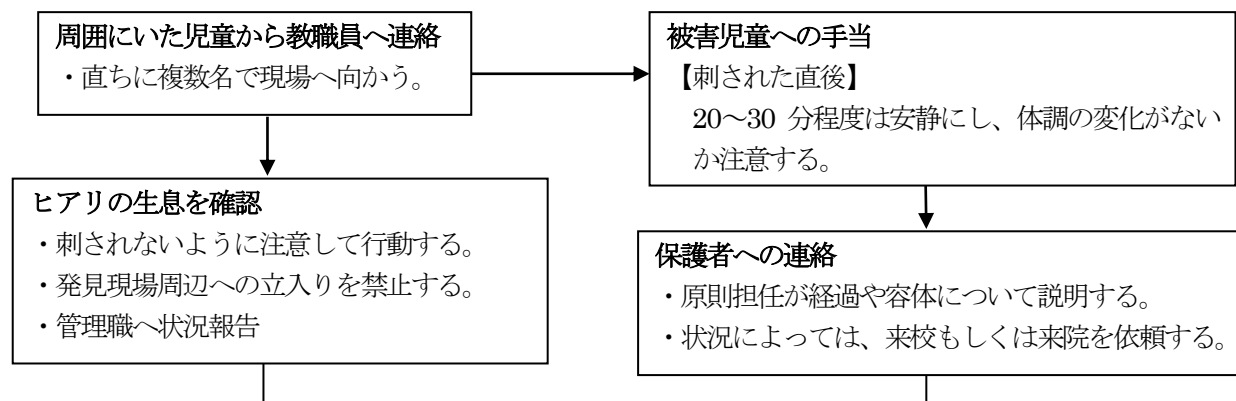 周囲にいた児童から教職員へ連絡
・直ちに複数名で現場へ向かう。
被害児童への手当
【刺された直後】
20～30 分程度は安静にし、体調の変化がない
か注意する。
ヒアリの生息を確認
・刺されないように注意して行動する。
・発見現場周辺への立入りを禁止する。
・管理職へ状況報告
保護者への連絡
・原則担任が経過や容体について説明する。
・状況によっては、来校もしくは来院を依頼する。